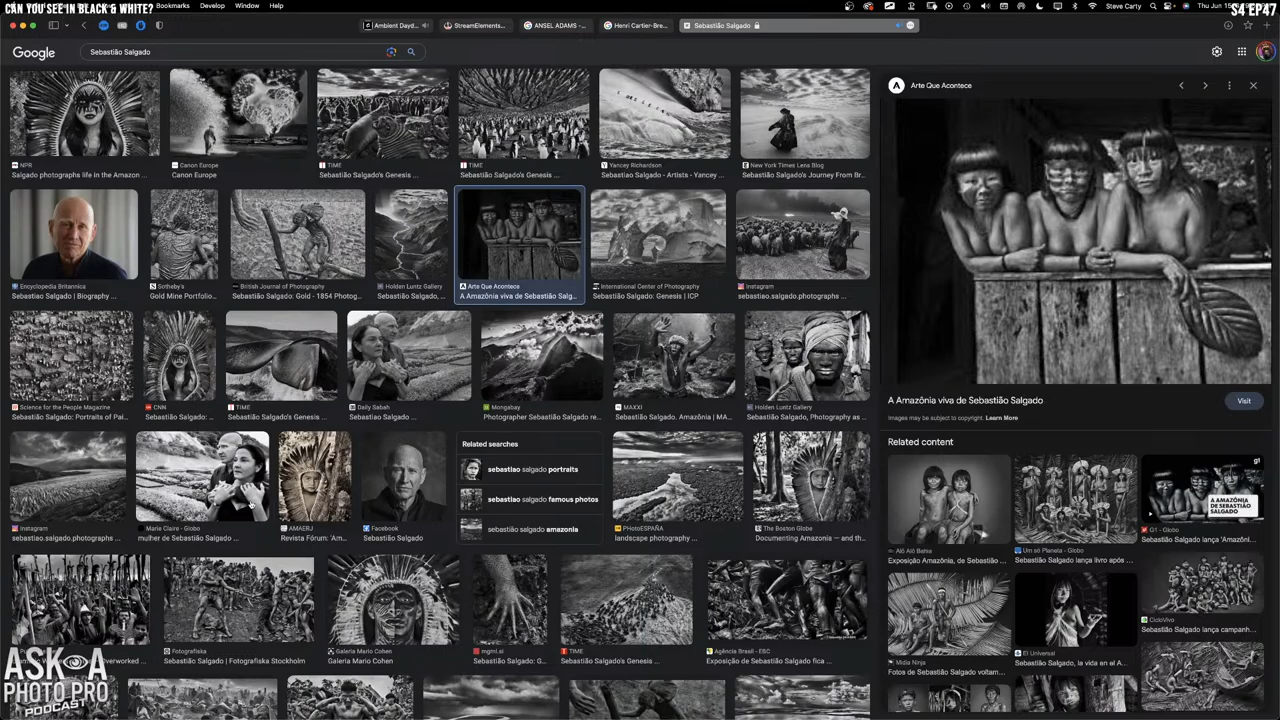 CAN YOU SEE IN BLACK & WHITE?
Bookmarks Develop Window Help
Steve Carty
S4 EP47
Ambient Dayd...
StreamElements...
ANSEL ADAMS -...
Henri Cartier-Bre...
Sebastião Salgado
Google
Sebastião Salgado
NPR
Salgado photographs life in the Amazon ...
Canon Europe
Canon Europe
TIME
Sebastião Salgado's Genesis ...
TIME
Sebastião Salgado's Genesis ...
Yancey Richardson
Sebastiao Salgado - Artists - Yancey ...
New York Times Lens Blog
Sebastião Salgado's Journey From Br...
Encyclopedia Britannica
Sebastiao Salgado | Biography ...
Sotheby's
Gold Mine Portfolio...
British Journal of Photography
Sebastião Salgado: Gold - 1854 Photog...
Holden Luntz Gallery
Sebastião Salgado, ...
Arte Que Acontece
A Amazônia viva de Sebastião Salg...
International Center of Photography
Sebastião Salgado: Genesis | ICP
Instagram
sebastiao.salgado.photographs ...
Science for the People Magazine
Sebastião Salgado: Portraits of Pai...
CNN
Sebastião Salgado: ...
TIME
Sebastião Salgado's Genesis ...
Daily Sabah
Sebastião Salgado ...
Mongabay
Photographer Sebastião Salgado re...
MAXXI
Sebastião Salgado. Amazônia | MA...
Holden Luntz Gallery
Sebastião Salgado, Photography as ...
Instagram
sebastiao.salgado.photographs ...
Marie Claire - Globo
mulher de Sebastião Salgado ...
AMAERJ
Revista Fórum: 'Am...
Facebook
Sebastião Salgado
Related searches
sebastiao salgado portraits
sebastiao salgado famous photos
sebastião salgado amazonia
PHotoESPAÑA
landscape photography ...
The Boston Globe
Documenting Amazonia — and th...
Overworked ...
Fotografiska
Sebastião Salgado | Fotografiska Stockholm
Galeria Mario Cohen
Galeria Mario Cohen
mgml.si
Sebastião Salgado: G...
TIME
Sebastião Salgado's Genesis ...
Agência Brasil - EBC
Exposição de Sebastião Salgado fica ...
ASK A
PHOTO PRO
PODCAST
Arte Que Acontece
A Amazônia viva de Sebastião Salgado
Visit
Images may be subject to copyright. Learn More
Related content
Alô Alô Bahia
Exposição Amazônia, de Sebastião ...
Um só Planeta - Globo
Sebastião Salgado lança livro após ...
g1
A AMAZÔNIA
DE SEBASTIÃO
SALGADO
G1 - Globo
Sebastião Salgado lança 'Amazôni...
Mídia Ninja
Fotos de Sebastião Salgado voltam...
El Universal
Sebastião Salgado, la vida en el A...
CicloVivo
Sebastião Salgado lança campanh...